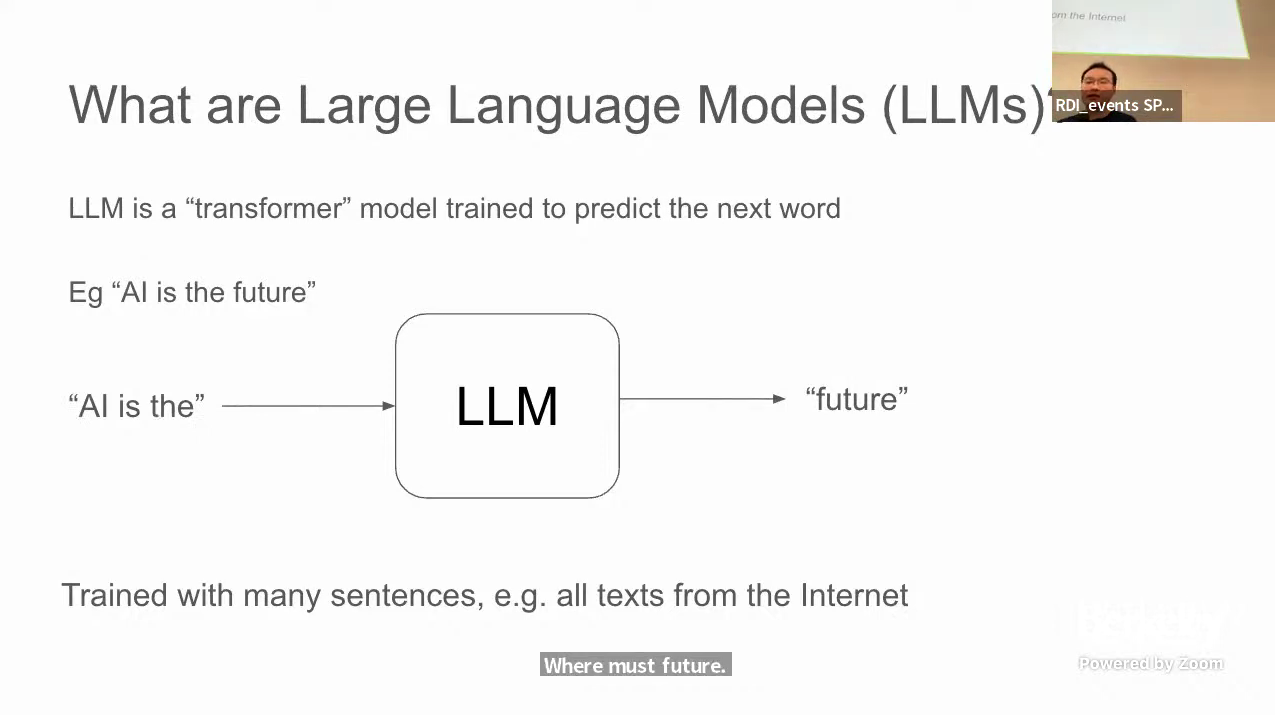 om the Internet
What are Large Language Models (LLMs)?
RDI_events SP...
LLM is a “transformer” model trained to predict the next word
Eg “AI is the future”
“AI is the”
LLM
“future”
Trained with many sentences, e.g. all texts from the Internet
Where must future.
Powered by Zoom